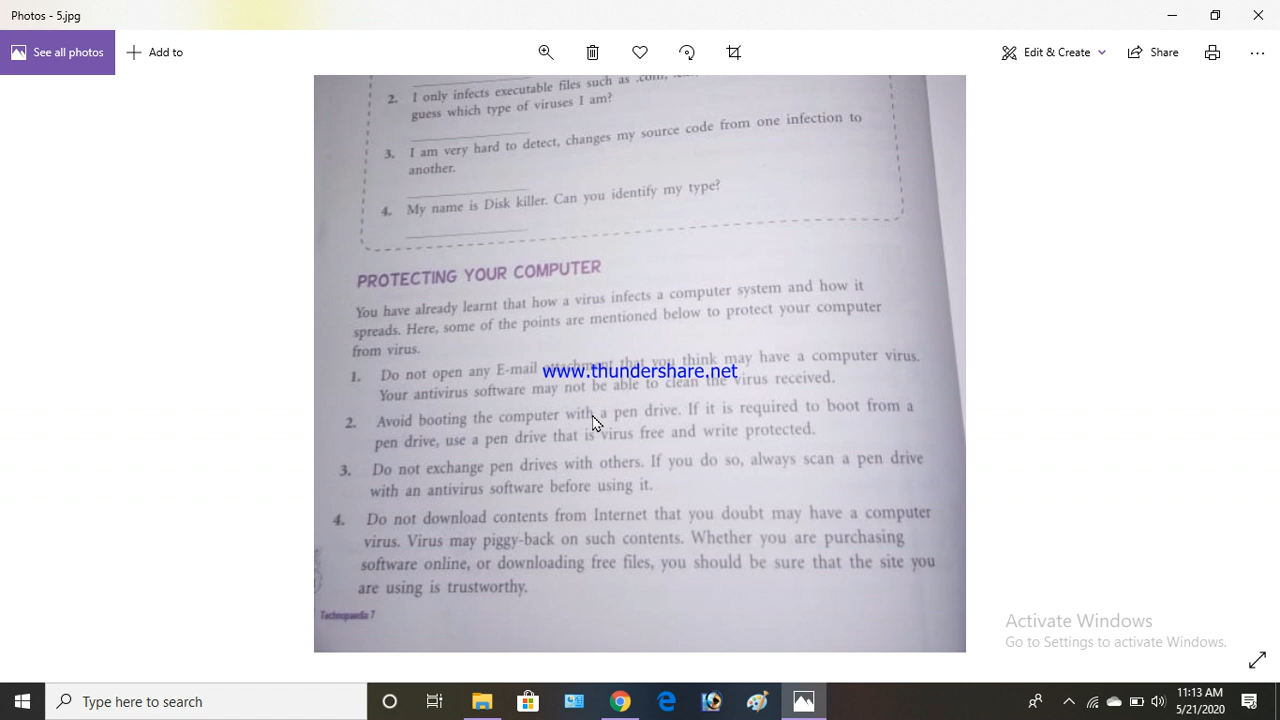 Photos - 5.jpg
See all photos
Add to
Edit & Create
Share
2. I only infects executable files such as .com,
guess which type of viruses I am?
3. I am very hard to detect, changes my source code from one infection to
another.
4. My name is Disk killer. Can you identify my type?
PROTECTING YOUR COMPUTER
You have already learnt that how a virus infects a computer system and how it
spreads. Here, some of the points are mentioned below to protect your computer
from virus.
1. Do not open any E-mail attachment that you think may have a computer virus.
www.thundershare.net
Your antivirus software may not be able to clean the virus received.
2. Avoid booting the computer with a pen drive. If it is required to boot from a
pen drive, use a pen drive that is virus free and write protected.
3. Do not exchange pen drives with others. If you do so, always scan a pen drive
with an antivirus software before using it.
4. Do not download contents from Internet that you doubt may have a computer
virus. Virus may piggy-back on such contents. Whether you are purchasing
software online, or downloading free files, you should be sure that the site you
are using is trustworthy.
Technopaedia 7
Activate Windows
Go to Settings to activate Windows.
Type here to search
11:13 AM
5/21/2020